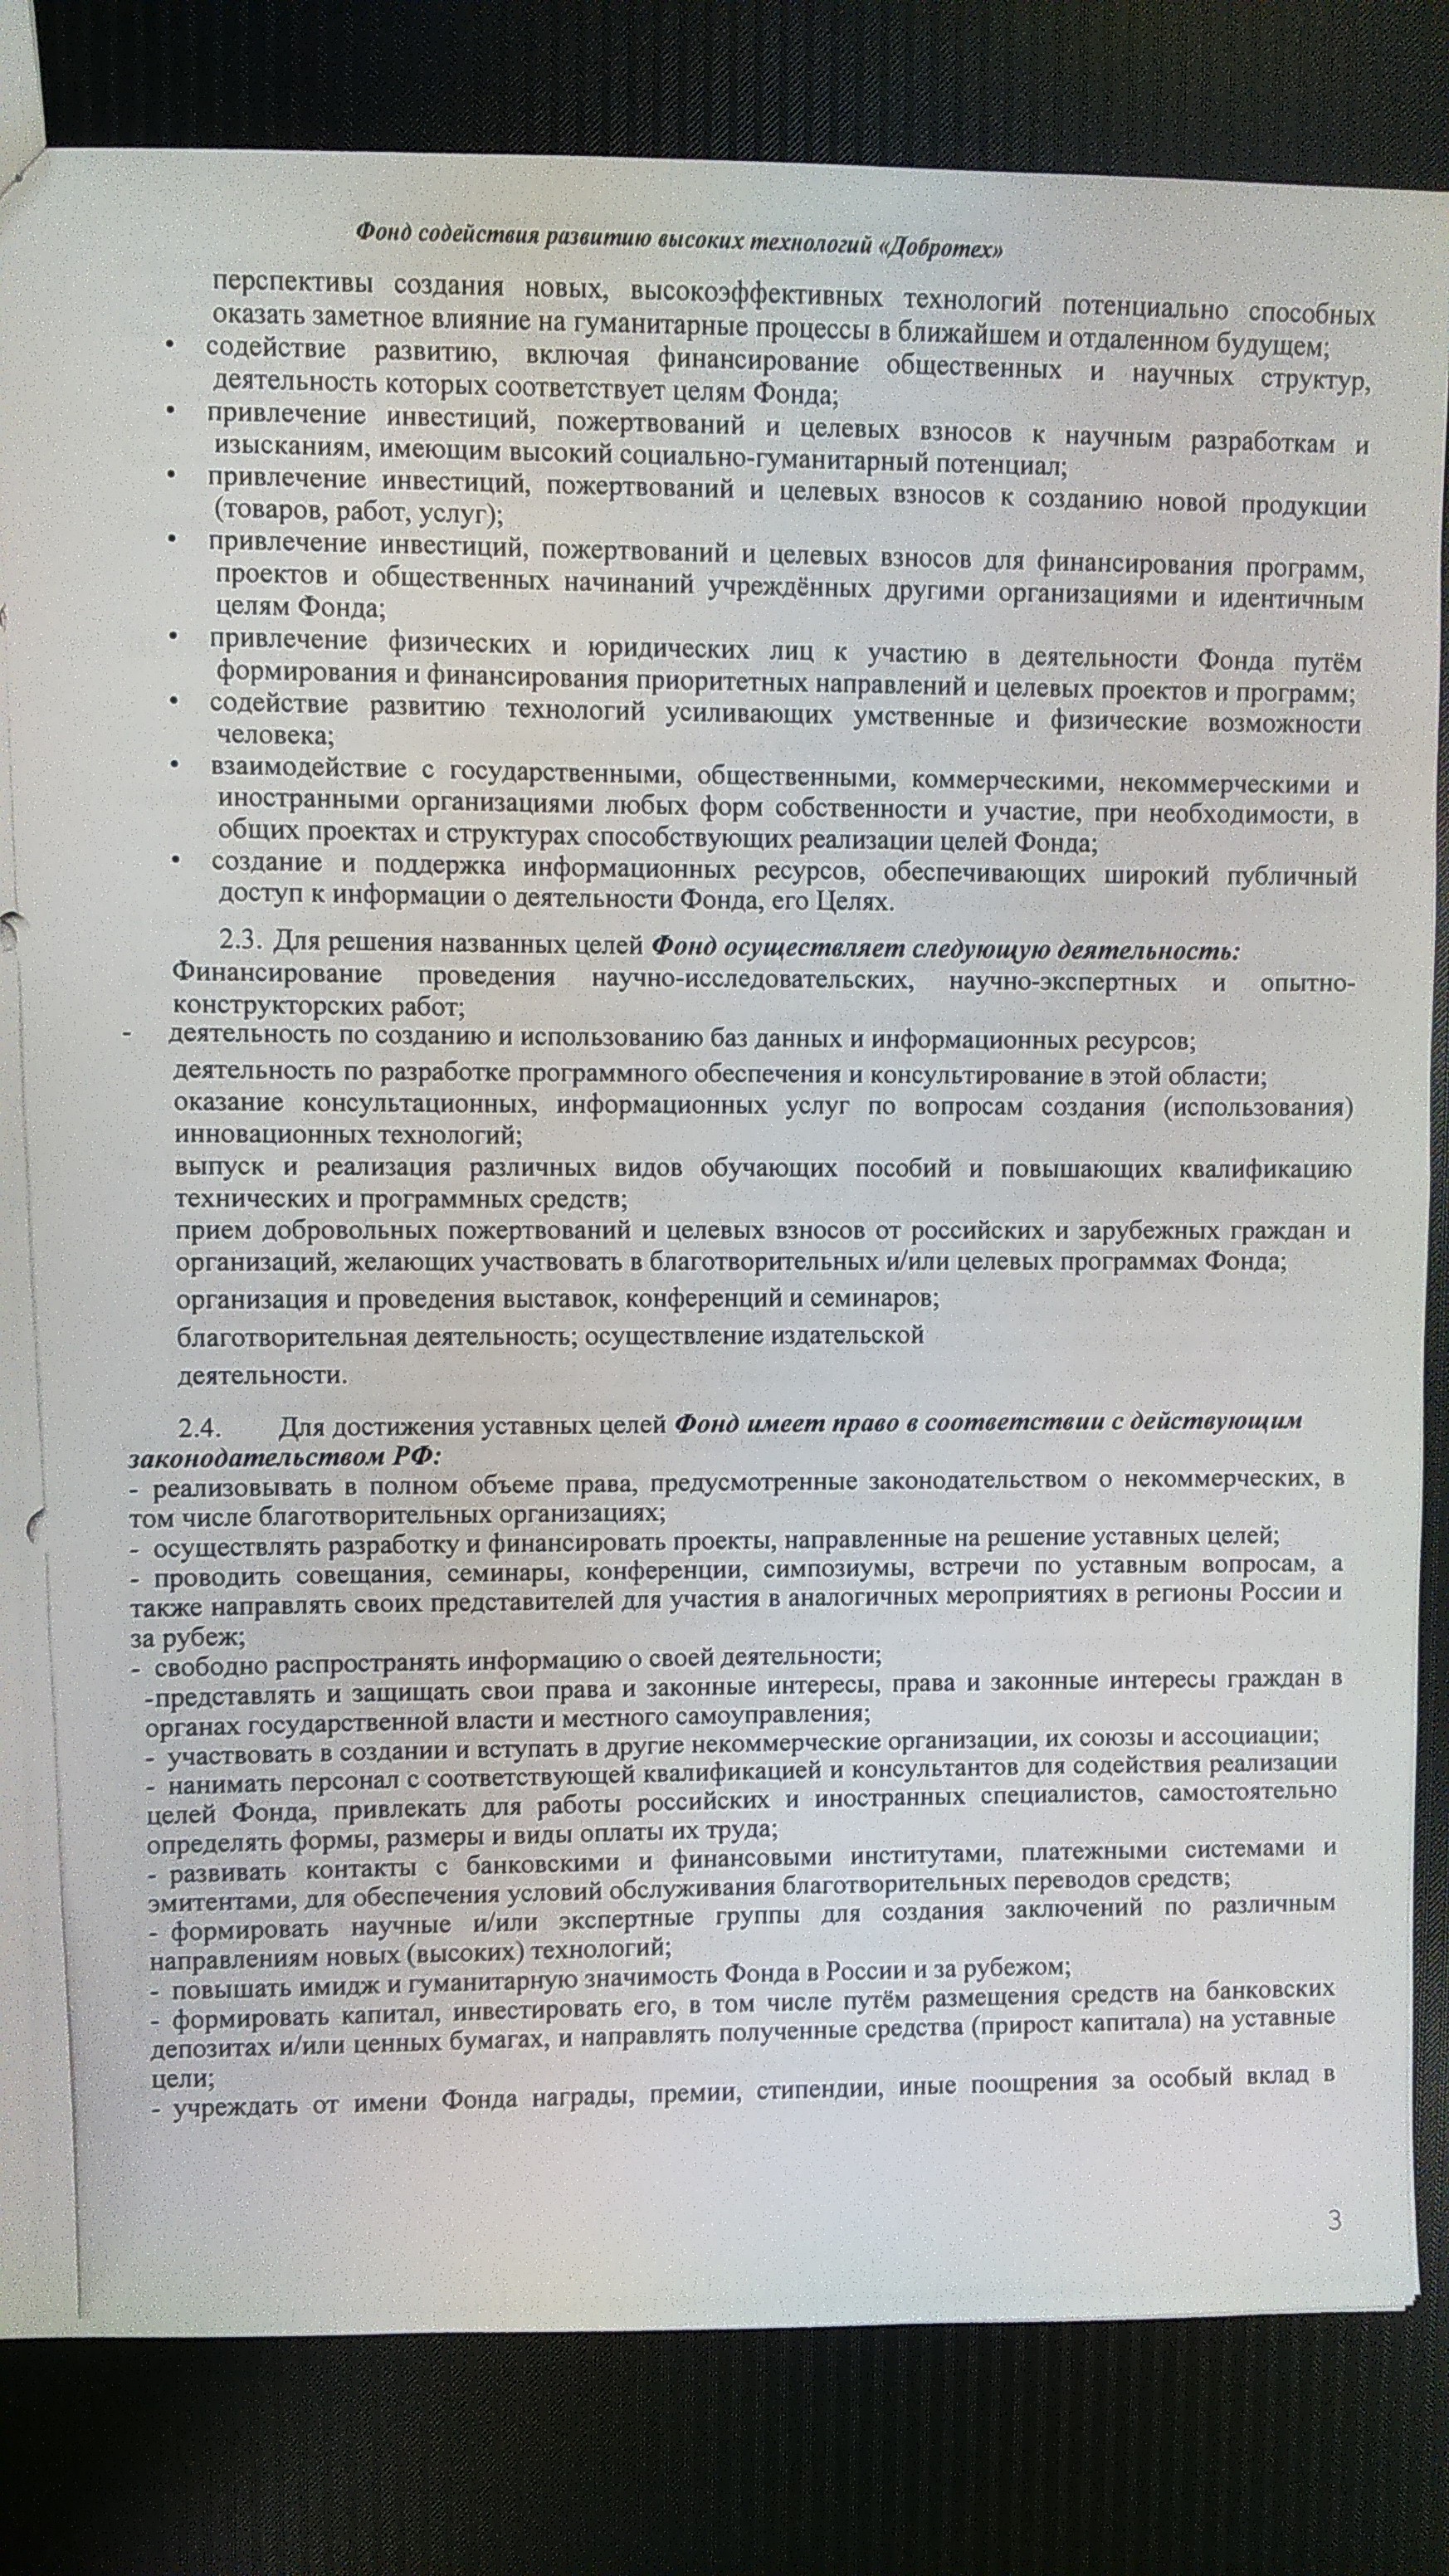 Фонд содействия развитию высоких технологий «Добротех»
перспективы создания новых, высокоэффективных технологий потенциально способных
оказать заметное влияние на гуманитарные процессы в ближайшем и отдаленном будущем;
• содействие развитию, включая финансирование общественных и научных структур,
деятельность которых соответствует целям Фонда;
• привлечение инвестиций, пожертвований и целевых взносов к научным разработкам и
изысканиям, имеющим высокий социально-гуманитарный потенциал;
• привлечение инвестиций, пожертвований и целевых взносов к созданию новой продукции
(товаров, работ, услуг);
• привлечение инвестиций, пожертвований и целевых взносов для финансирования программ,
проектов и общественных начинаний учреждённых другими организациями и идентичным
целям Фонда;
• привлечение физических и юридических лиц к участию в деятельности Фонда путём
формирования и финансирования приоритетных направлений и целевых проектов и программ;
• содействие развитию технологий усиливающих умственные и физические возможности
человека;
• взаимодействие с государственными, общественными, коммерческими, некоммерческими и
иностранными организациями любых форм собственности и участие, при необходимости, в
общих проектах и структурах способствующих реализации целей Фонда;
• создание и поддержка информационных ресурсов, обеспечивающих широкий публичный
доступ к информации о деятельности Фонда, его Целях.
2.3. Для решения названных целей Фонд осуществляет следующую деятельность:
Финансирование проведения научно-исследовательских, научно-экспертных и опытно-
конструкторских работ;
- деятельность по созданию и использованию баз данных и информационных ресурсов;
деятельность по разработке программного обеспечения и консультирование в этой области;
оказание консультационных, информационных услуг по вопросам создания (использования)
инновационных технологий;
выпуск и реализация различных видов обучающих пособий и повышающих квалификацию
технических и программных средств;
прием добровольных пожертвований и целевых взносов от российских и зарубежных граждан и
организаций, желающих участвовать в благотворительных и/или целевых программах Фонда;
организация и проведения выставок, конференций и семинаров;
благотворительная деятельность; осуществление издательской
деятельности.
2.4. Для достижения уставных целей Фонд имеет право в соответствии с действующим
законодательством РФ:
- реализовывать в полном объеме права, предусмотренные законодательством о некоммерческих, в
том числе благотворительных организациях;
- осуществлять разработку и финансировать проекты, направленные на решение уставных целей;
- проводить совещания, семинары, конференции, симпозиумы, встречи по уставным вопросам, а
также направлять своих представителей для участия в аналогичных мероприятиях в регионы России и
за рубеж;
- свободно распространять информацию о своей деятельности;
-представлять и защищать свои права и законные интересы, права и законные интересы граждан в
органах государственной власти и местного самоуправления;
- участвовать в создании и вступать в другие некоммерческие организации, их союзы и ассоциации;
- нанимать персонал с соответствующей квалификацией и консультантов для содействия реализации
целей Фонда, привлекать для работы российских и иностранных специалистов, самостоятельно
определять формы, размеры и виды оплаты их труда;
- развивать контакты с банковскими и финансовыми институтами, платежными системами и
эмитентами, для обеспечения условий обслуживания благотворительных переводов средств;
- формировать научные и/или экспертные группы для создания заключений по различным
направлениям новых (высоких) технологий;
- повышать имидж и гуманитарную значимость Фонда в России и за рубежом;
- формировать капитал, инвестировать его, в том числе путём размещения средств на банковских
депозитах и/или ценных бумагах, и направлять полученные средства (прирост капитала) на уставные
цели;
- учреждать от имени Фонда награды, премии, стипендии, иные поощрения за особый вклад в
3